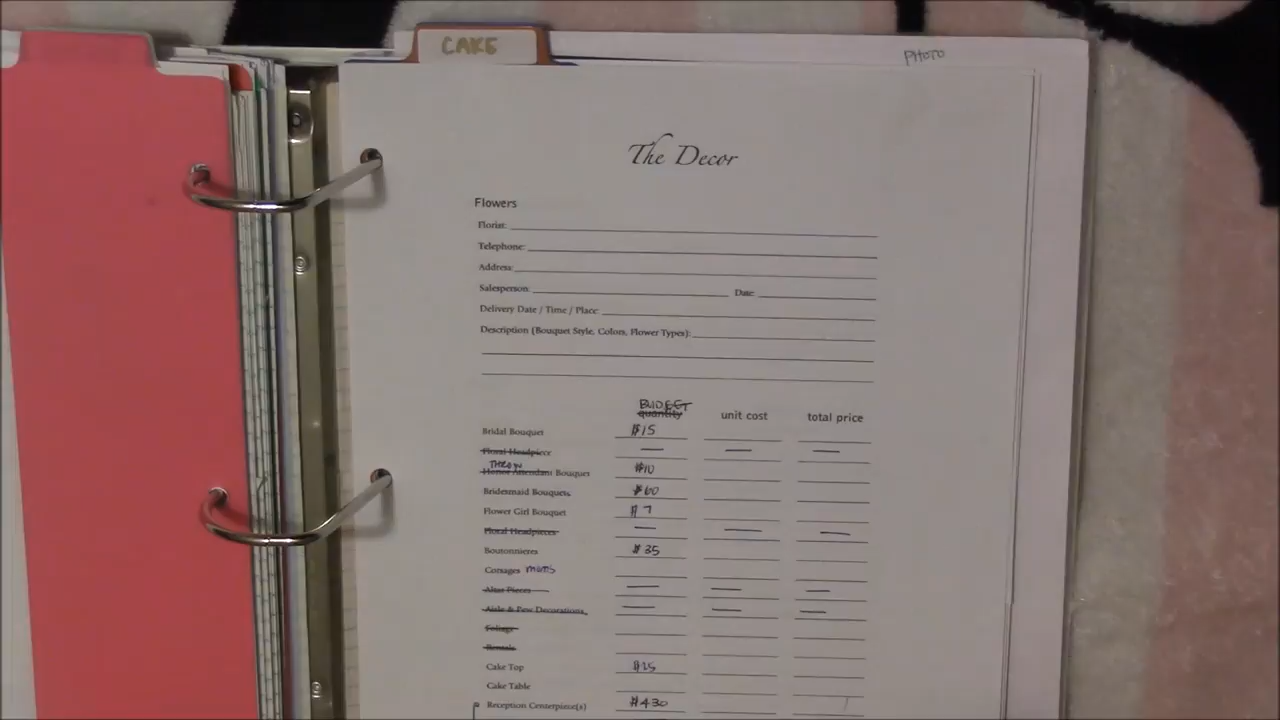 CAKE
PHOTO
The Decor
Flowers
Florist:
Telephone:
Address:
Salesperson: Date:
Delivery Date / Time / Place:
Description (Bouquet Style, Colors, Flower Types):
BUDGET
quantity unit cost total price
Bridal Bouquet $15
Floral Headpiece — — —
THROW
Honor Attendant Bouquet $10
Bridesmaid Bouquets $60
Flower Girl Bouquet $7
Floral Headpieces — — —
Boutonnieres $35
Corsages moms
Altar Pieces — — —
Aisle & Pew Decorations — — —
Foliage
Rentals
Cake Top $25
Cake Table
Reception Centerpiece(s) $430